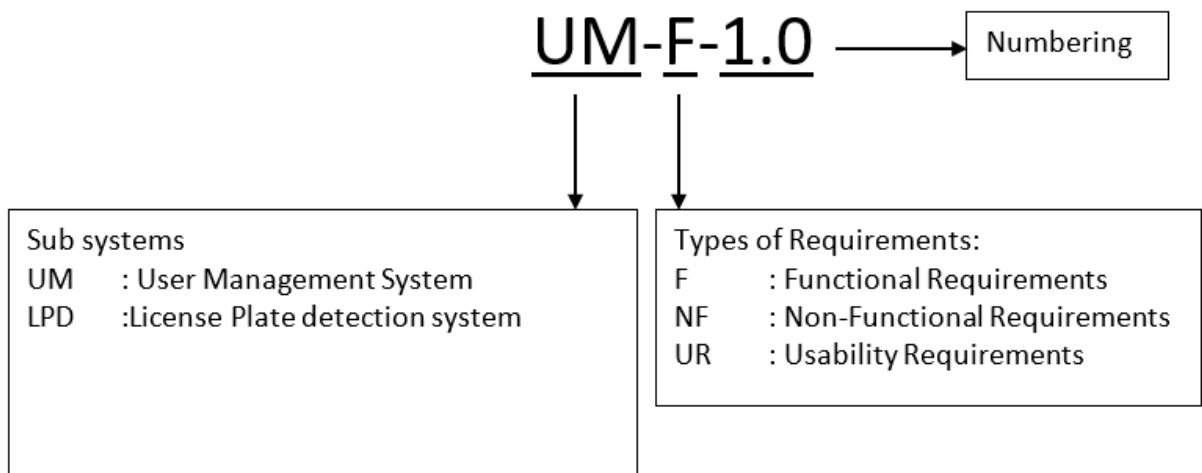 UM-F-1.0
Numbering
Sub systems
UM : User Management System
LPD :License Plate detection system
Types of Requirements:
F : Functional Requirements
NF : Non-Functional Requirements
UR : Usability Requirements